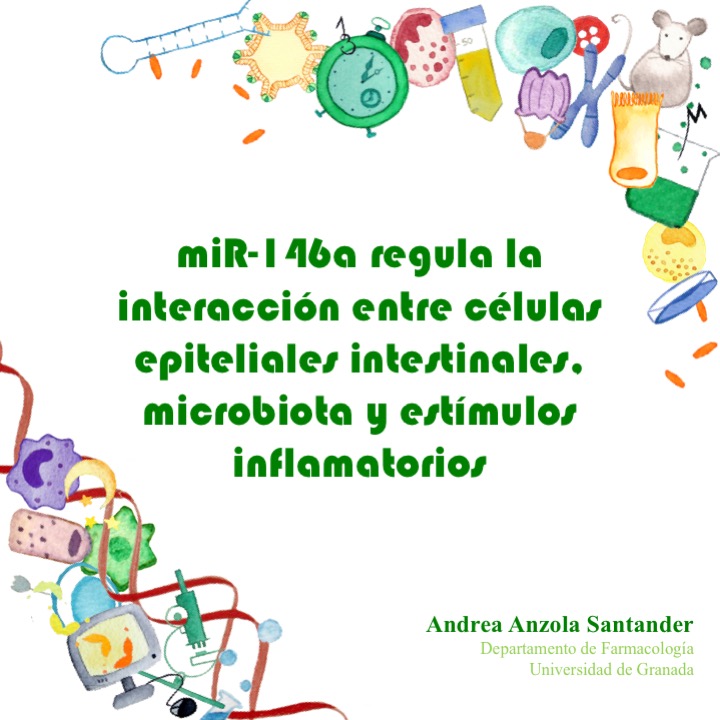 50
miR-146a regula la
interacción entre células
epiteliales intestinales,
microbiota y estímulos
inflamatorios
Andrea Anzola Santander
Departamento de Farmacología
Universidad de Granada